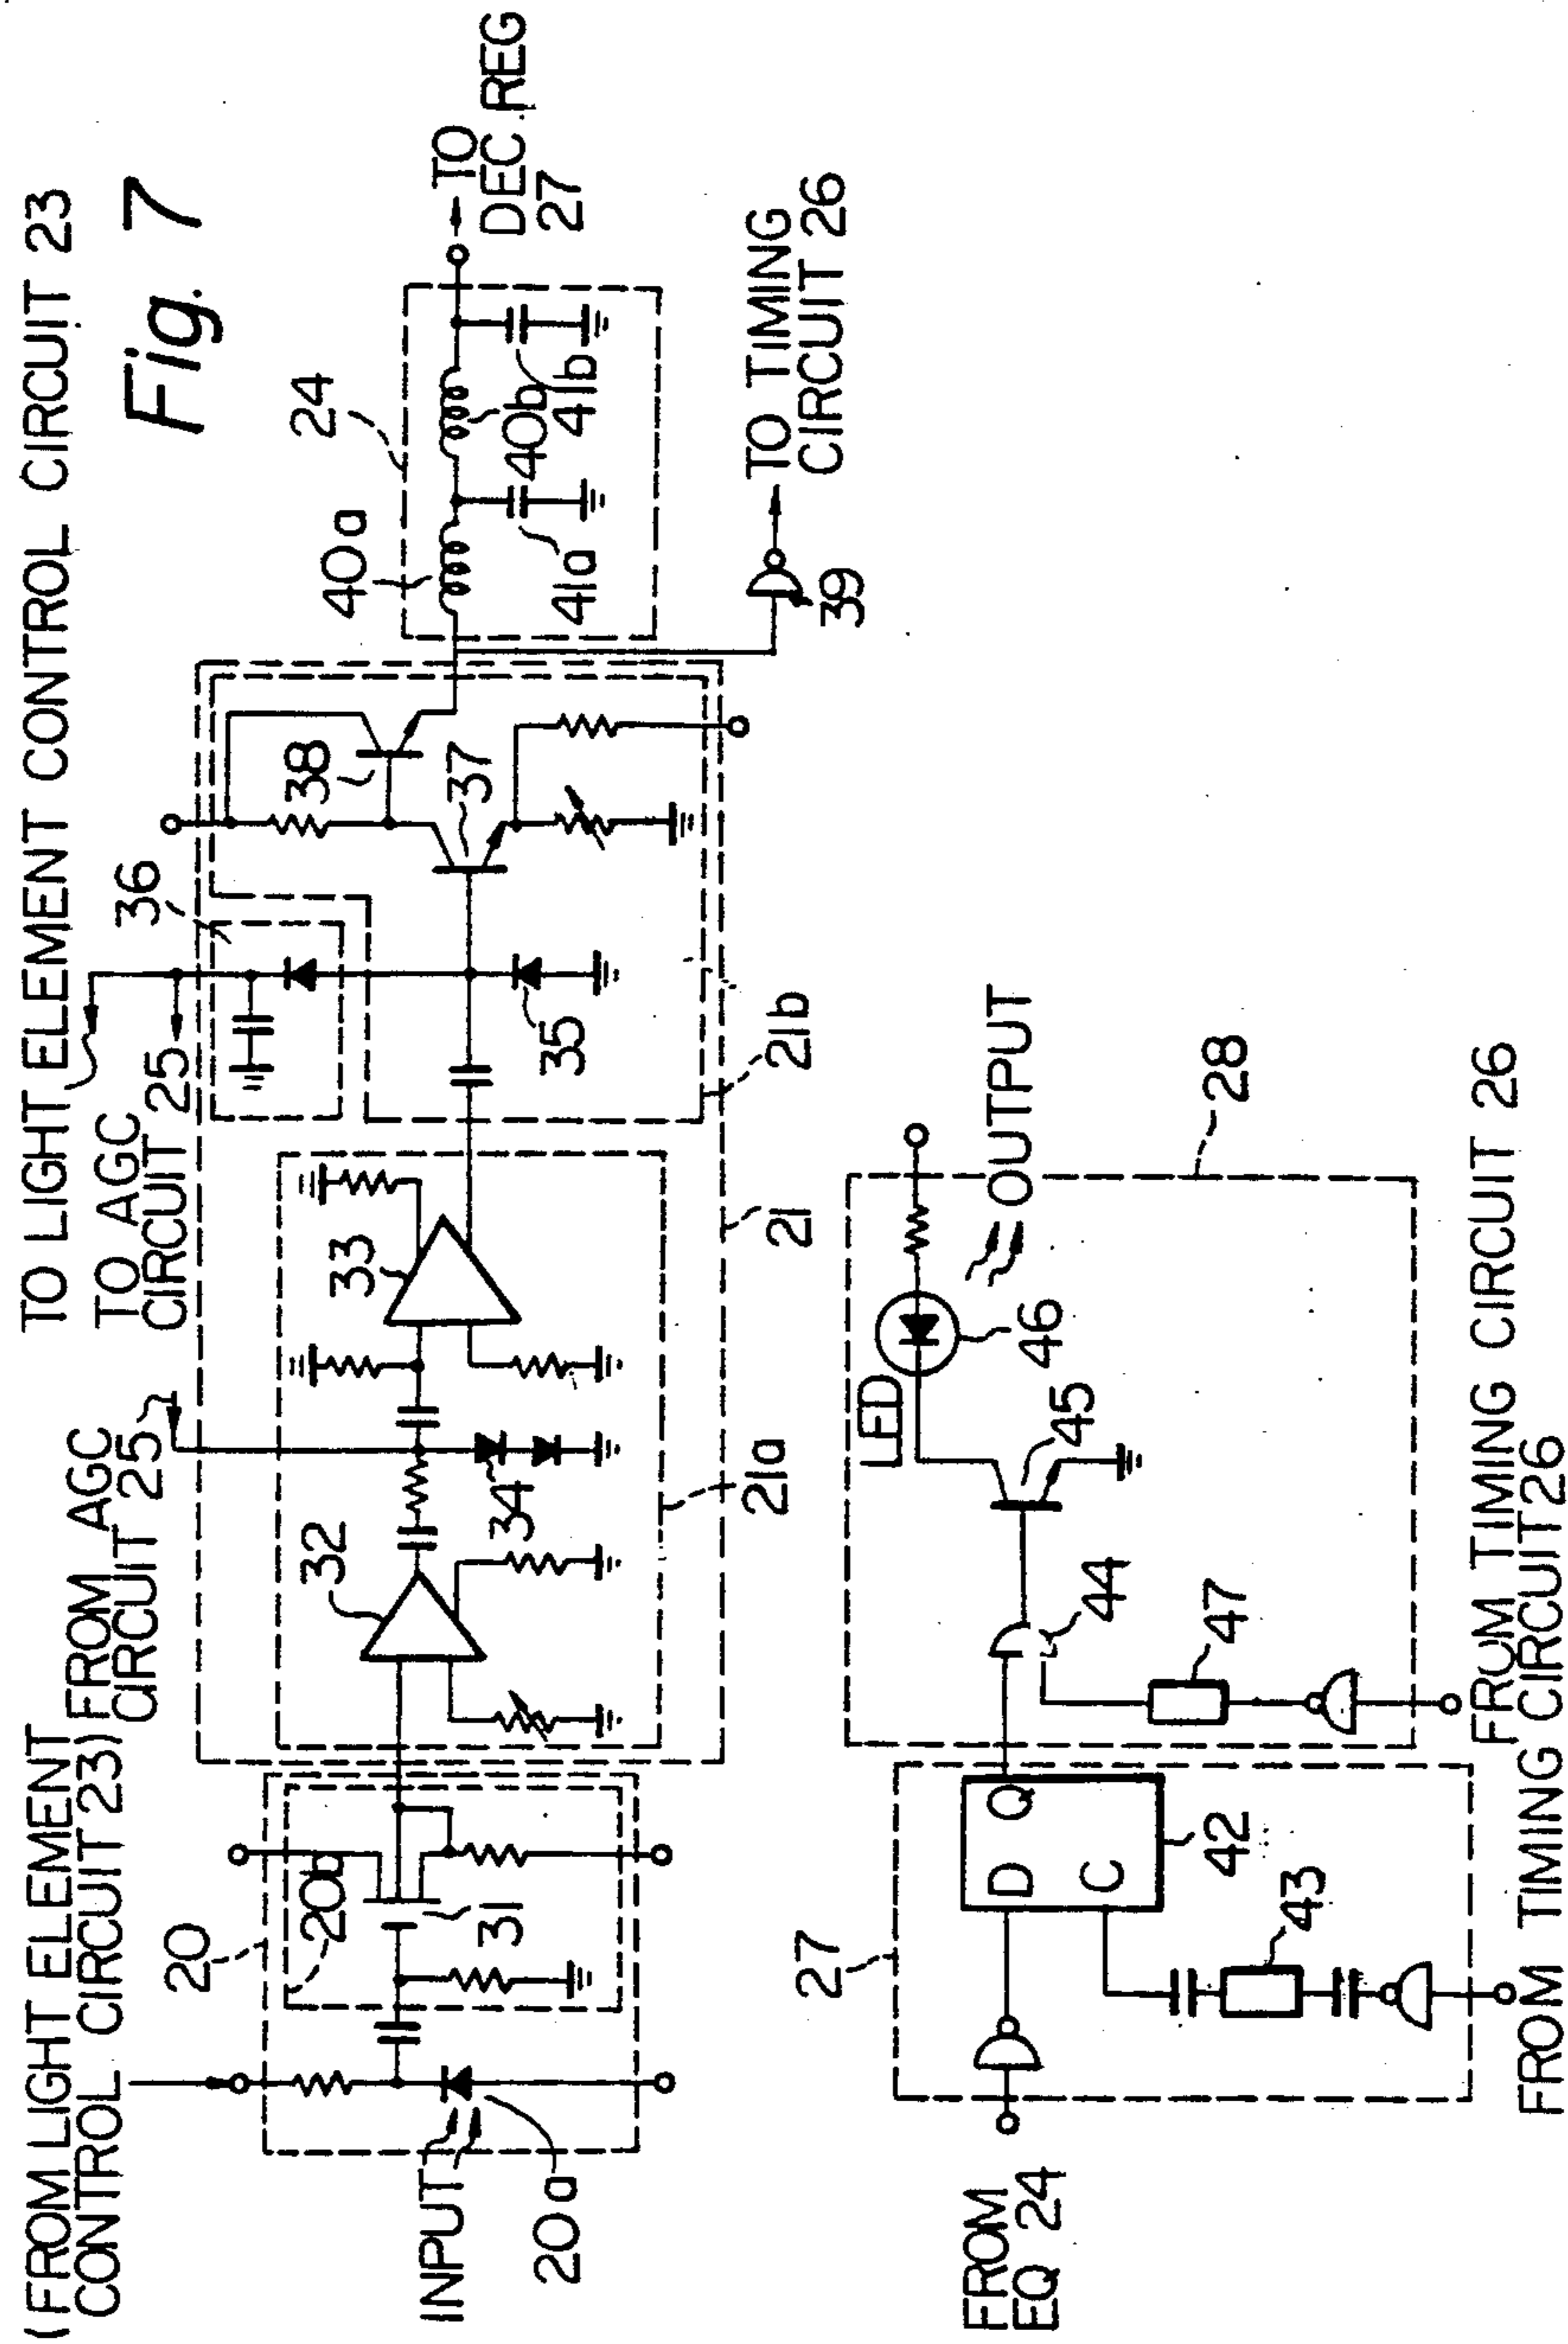 Fig. 7
(FROM LIGHT ELEMENT
CONTROL CIRCUIT 23)
FROM AGC
CIRCUIT 25
TO AGC
CIRCUIT 25
TO LIGHT ELEMENT CONTROL CIRCUIT 23
20
20b
31
INPUT
20a
32
34
33
21a
21
36
35
21b
37
38
24
40a
41a
40b
41b
TO
DEC. REG
27
39
TO TIMING
CIRCUIT 26
FROM
EQ 24
27
D
Q
C
42
43
FROM TIMING CIRCUIT 26
44
47
45
LED
46
OUTPUT
28
FROM TIMING CIRCUIT 26